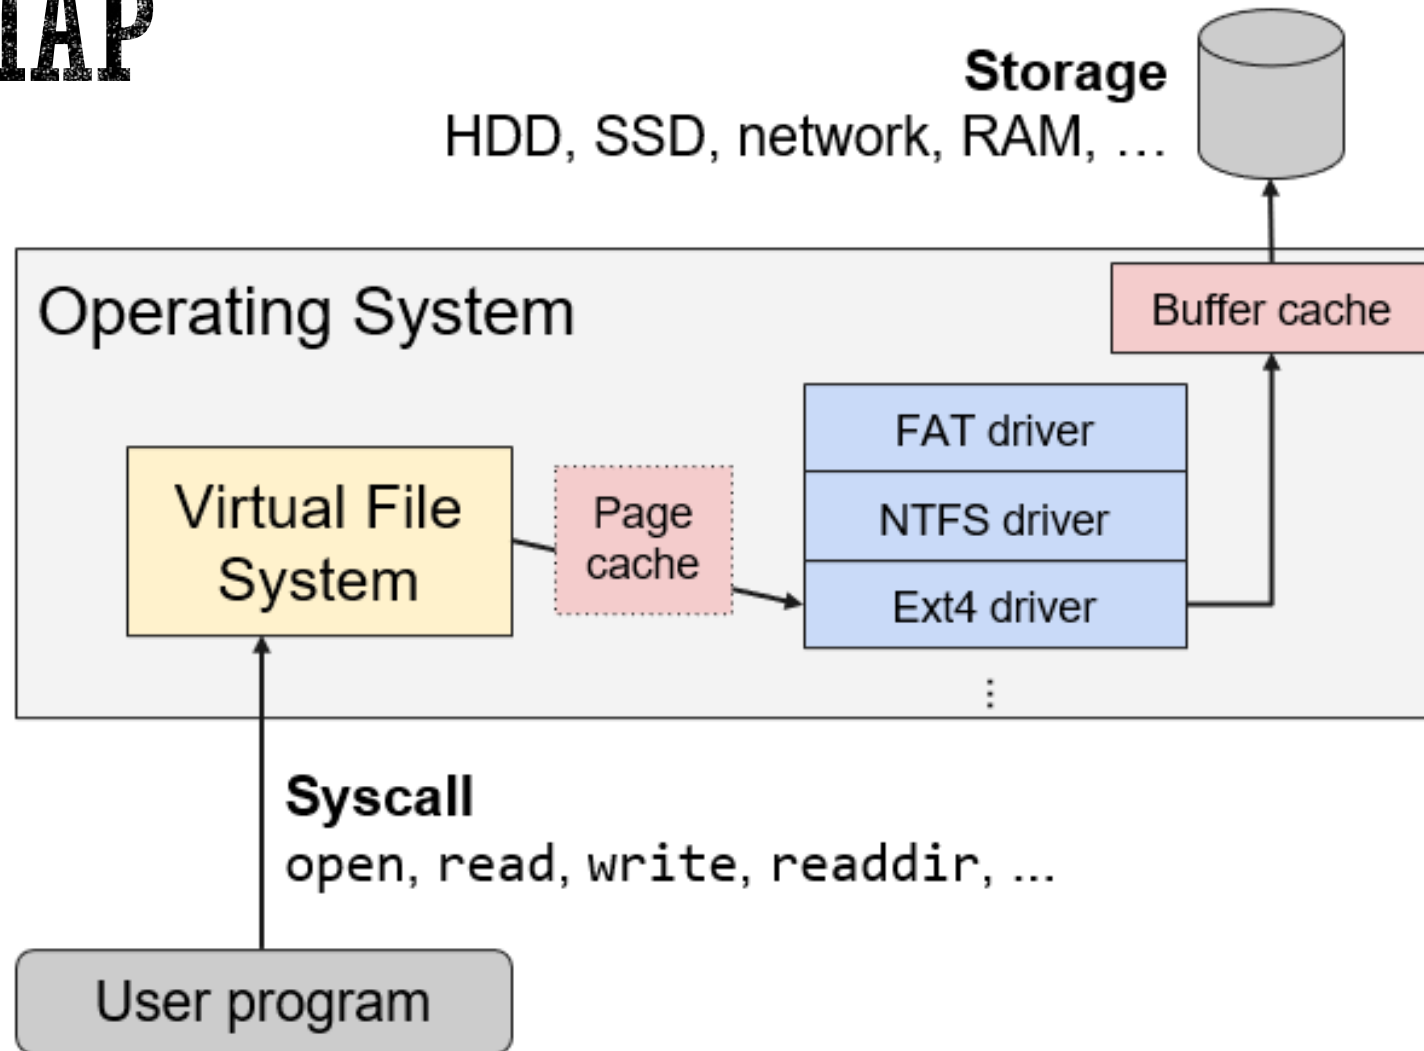 Storage
HDD, SSD, network, RAM, …
Operating System
Buffer cache
FAT driver
Virtual File
System
Page
cache
NTFS driver
Ext4 driver
⋮
Syscall
open, read, write, readdir, …
User program